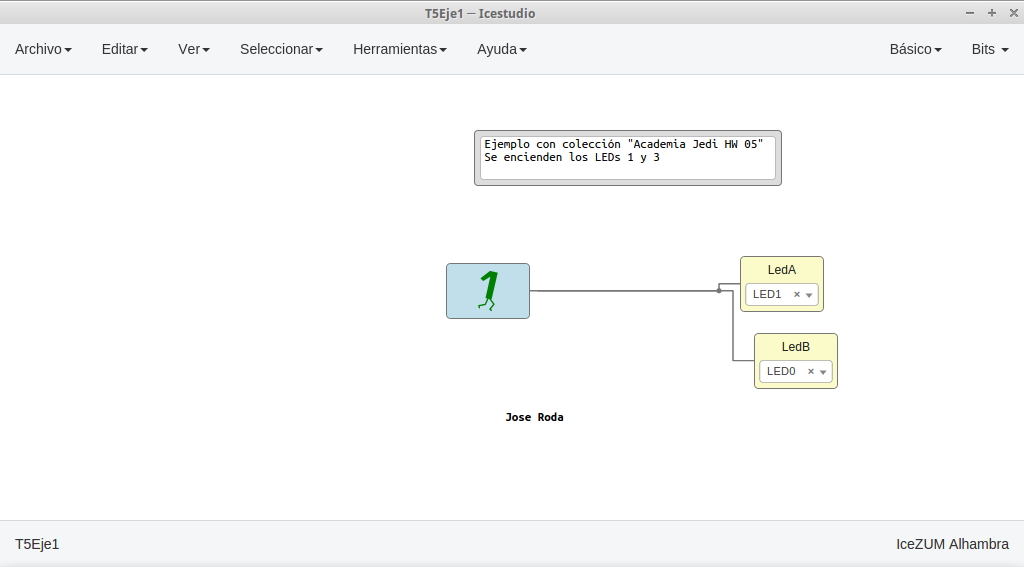 T5Eje1 — Icestudio
Archivo Editar Ver Seleccionar Herramientas Ayuda Básico Bits
Ejemplo con colección "Academia Jedi HW 05"
Se encienden los LEDs 1 y 3
1
LedA
LED1
LedB
LED0
Jose Roda
T5Eje1 IceZUM Alhambra